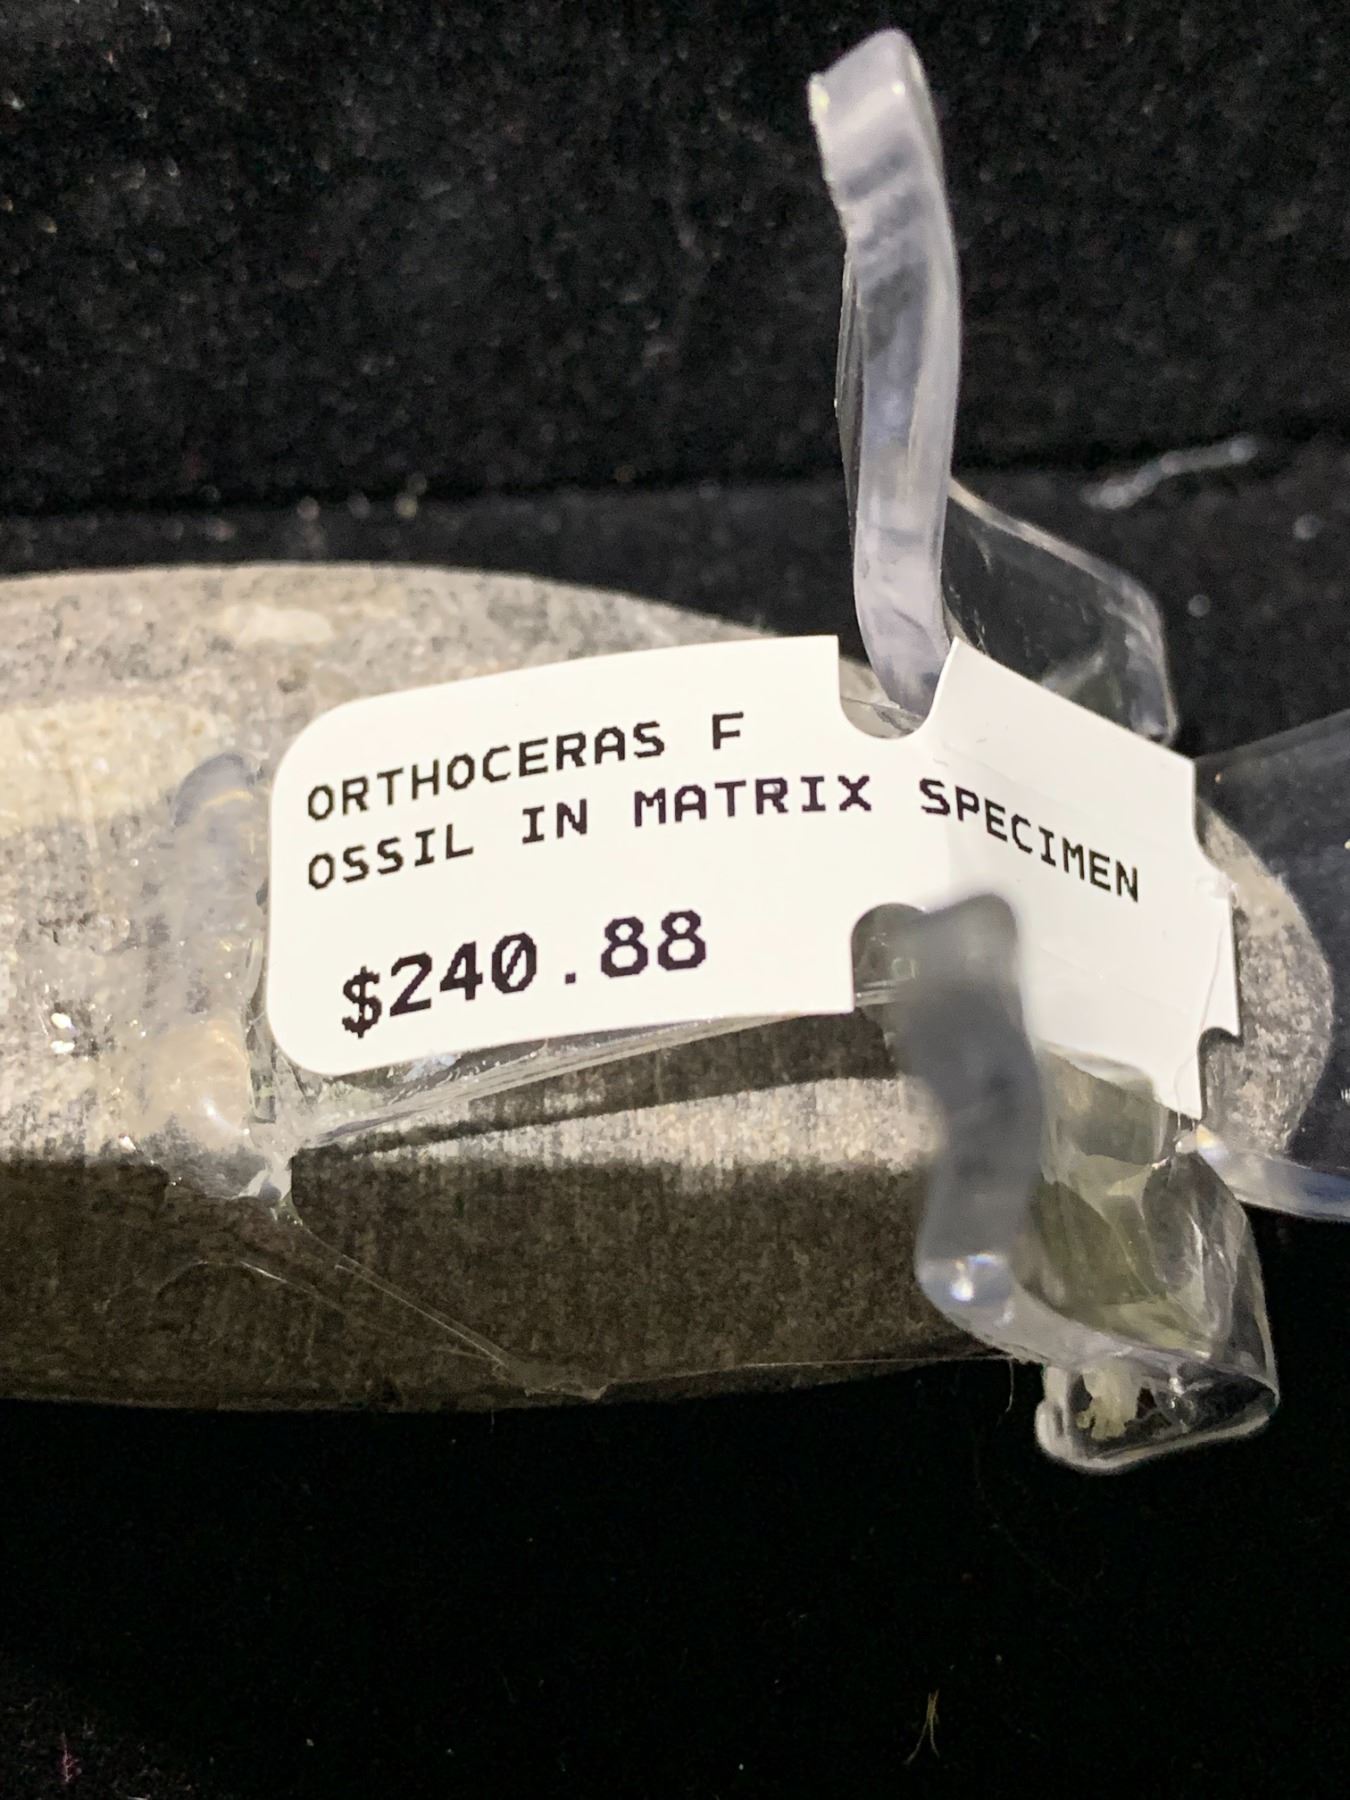 ORTHOCERAS F
OSSIL IN MATRIX SPECIMEN
$240.88